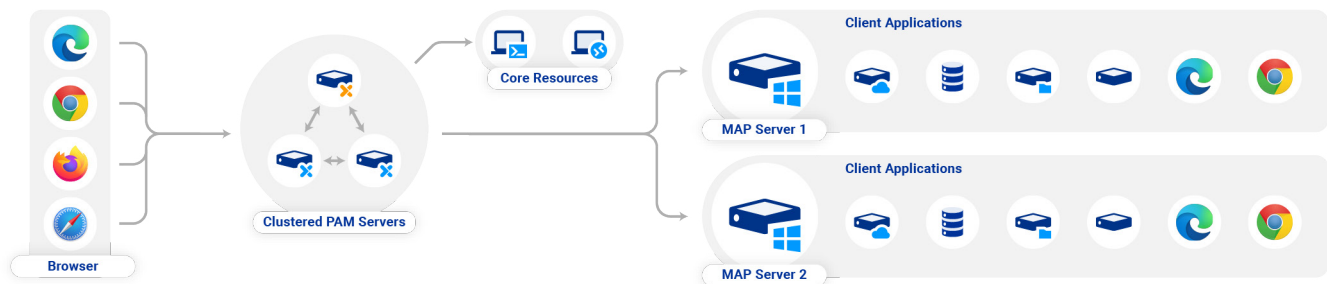 Browser
Clustered PAM Servers
Core Resources
Client Applications
MAP Server 1
Client Applications
MAP Server 2